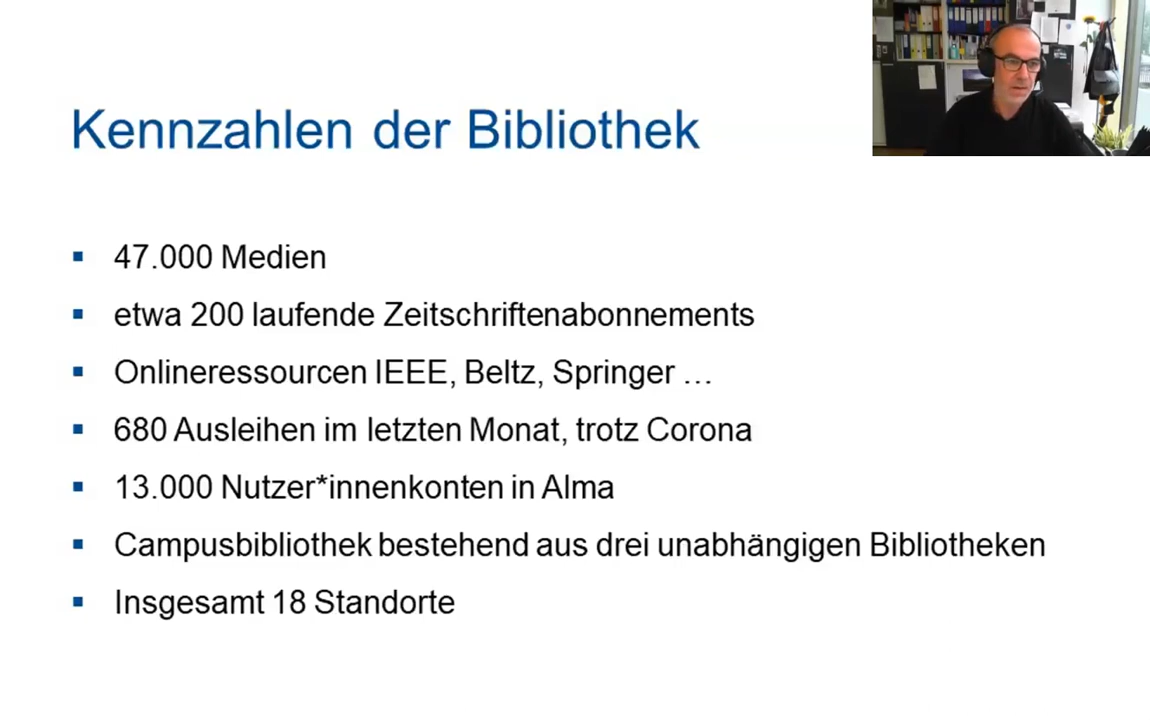 Kennzahlen der Bibliothek
47.000 Medien
etwa 200 laufende Zeitschriftenabonnements
Onlineressourcen IEEE, Beltz, Springer …
680 Ausleihen im letzten Monat, trotz Corona
13.000 Nutzer*innenkonten in Alma
Campusbibliothek bestehend aus drei unabhängigen Bibliotheken
Insgesamt 18 Standorte